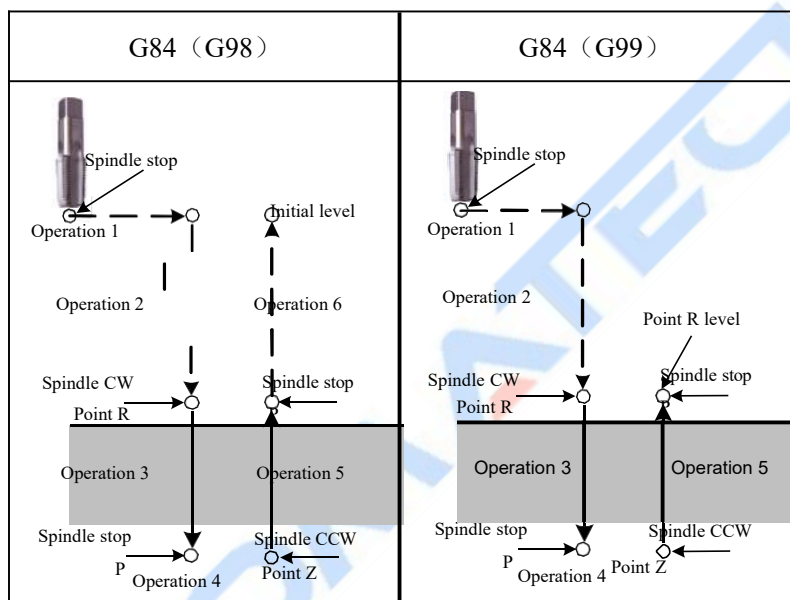 G84（G98）
Spindle stop
Operation 1
Initial level
Operation 2
Operation 6
Spindle CW
Spindle stop
Point R
Operation 3
Operation 5
Spindle stop
Spindle CCW
P
Point Z
Operation 4
G84（G99）
Spindle stop
Operation 1
Operation 2
Point R level
Spindle CW
Spindle stop
Point R
Operation 3
Operation 5
Spindle stop
Spindle CCW
P
Point Z
Operation 4